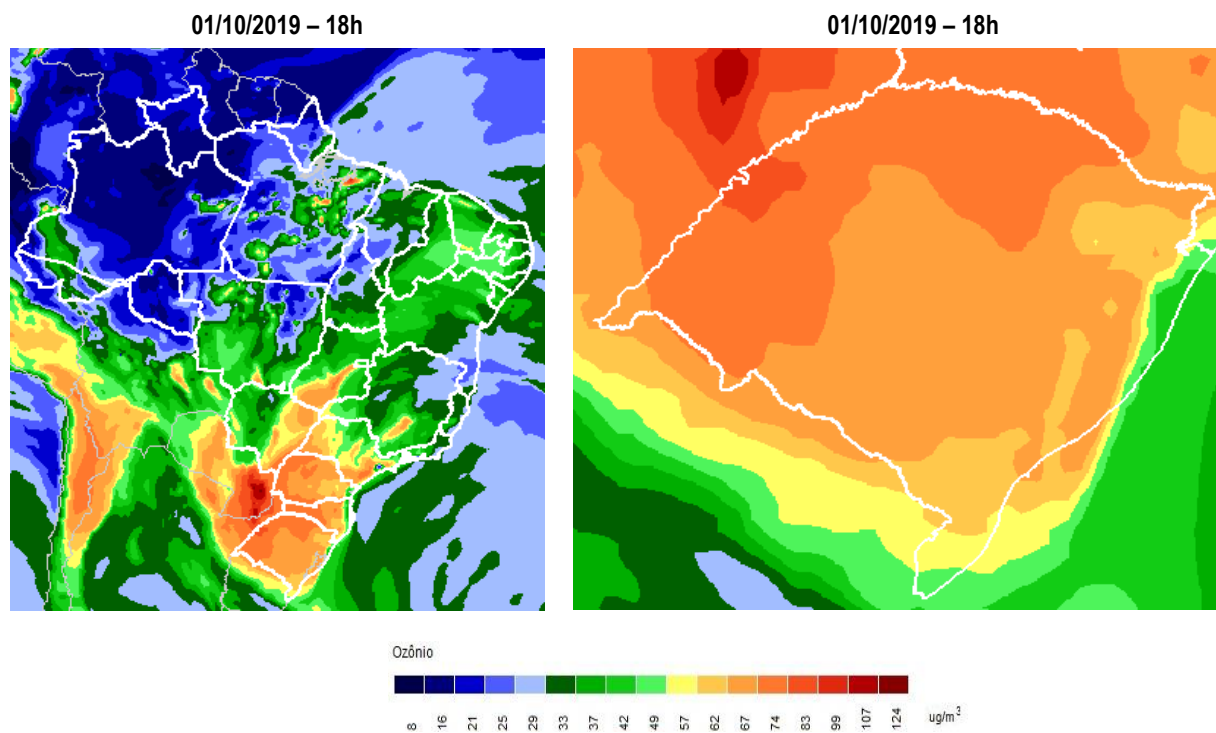 01/10/2019 – 18h
01/10/2019 – 18h
Ozônio
8 16 21 25 29 33 37 42 49 57 62 67 74 83 99 107 124 ug/m³